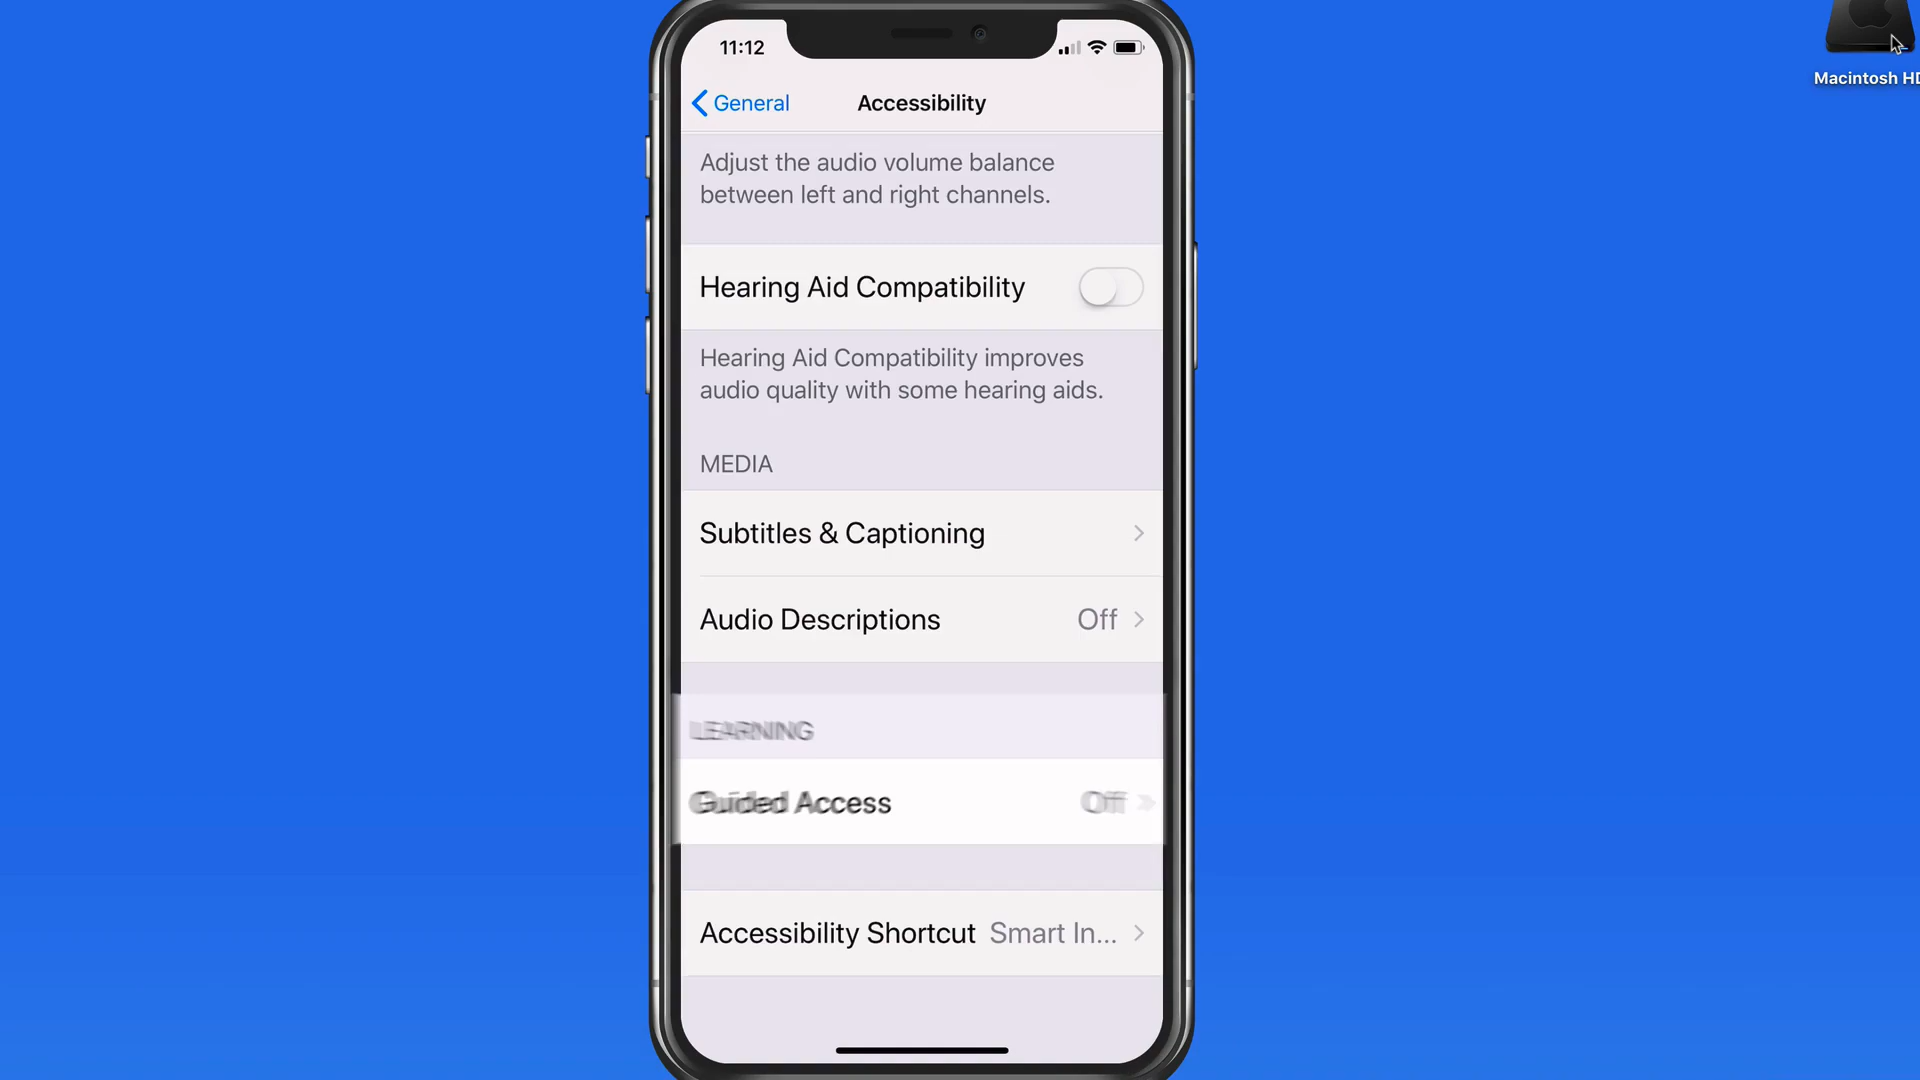 11:12
General
Accessibility
Adjust the audio volume balance
between left and right channels.
Hearing Aid Compatibility
Hearing Aid Compatibility improves
audio quality with some hearing aids.
MEDIA
Subtitles & Captioning
Audio Descriptions Off
LEARNING
Guided Access Off
Accessibility Shortcut Smart In...
Macintosh HD